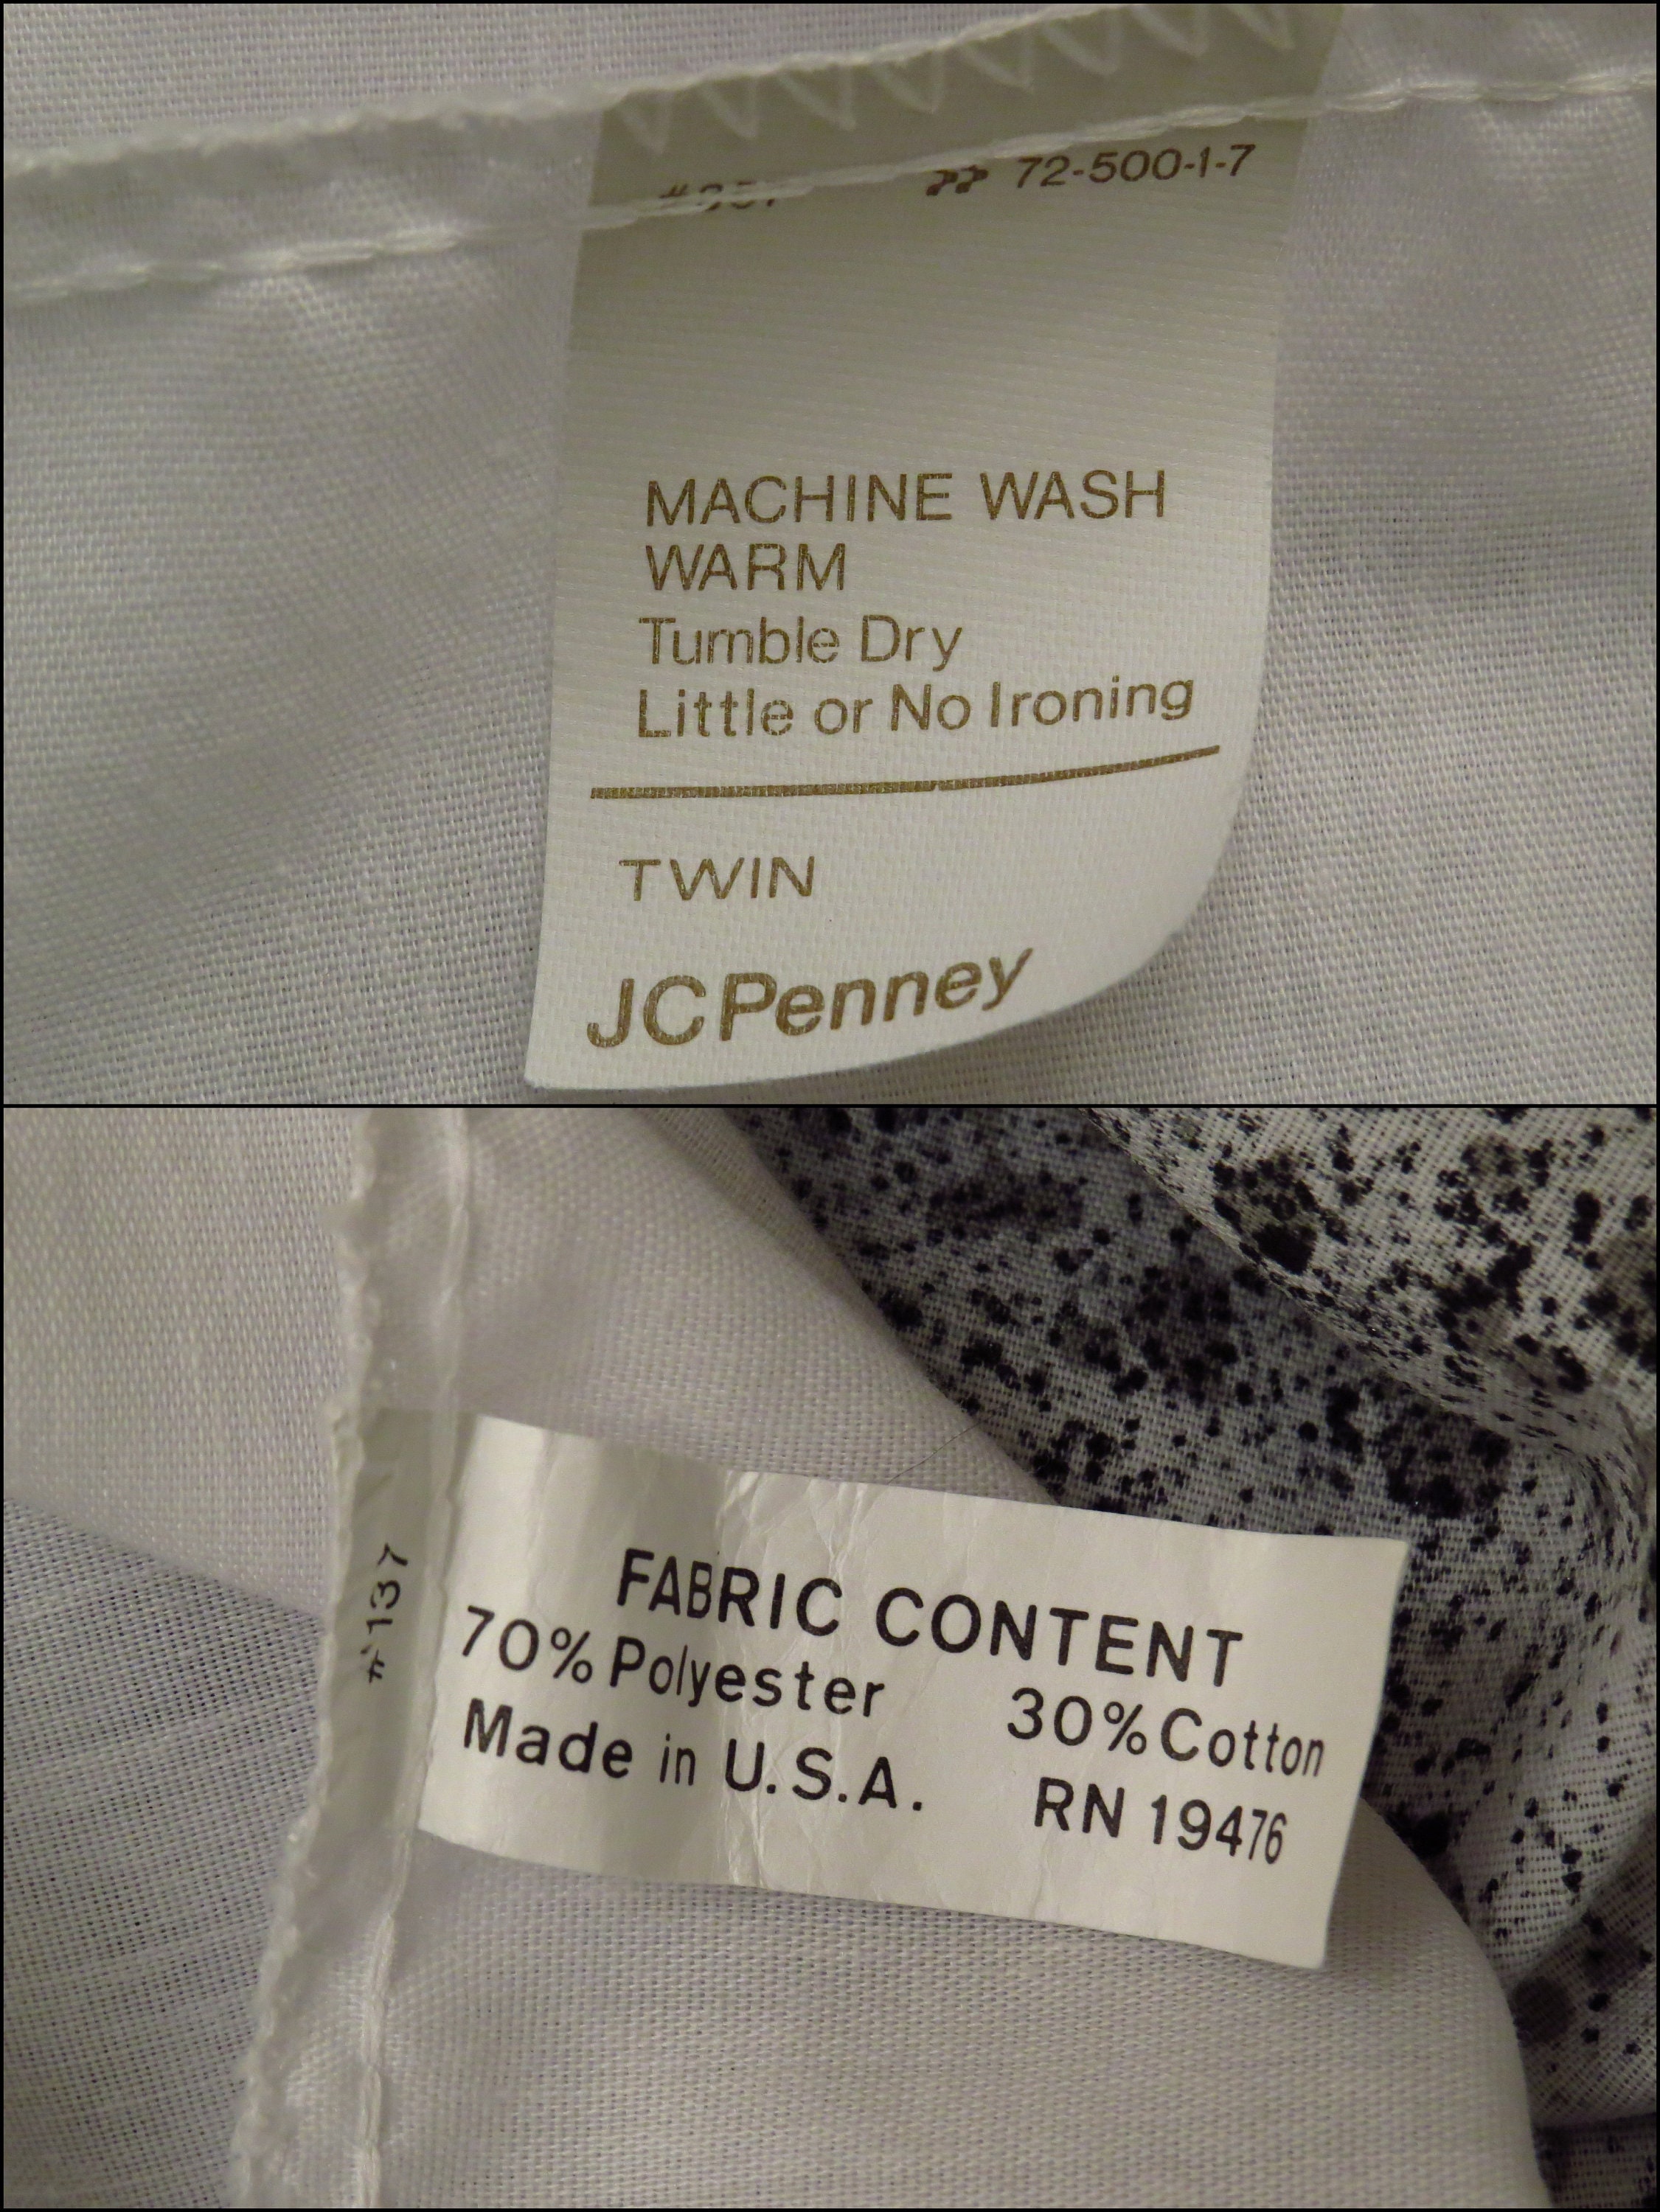 72-500-1-7
MACHINE WASH
WARM
Tumble Dry
Little or No Ironing
TWIN
JCPenney
#137
FABRIC CONTENT
70% Polyester 30% Cotton
Made in U.S.A. RN 19476